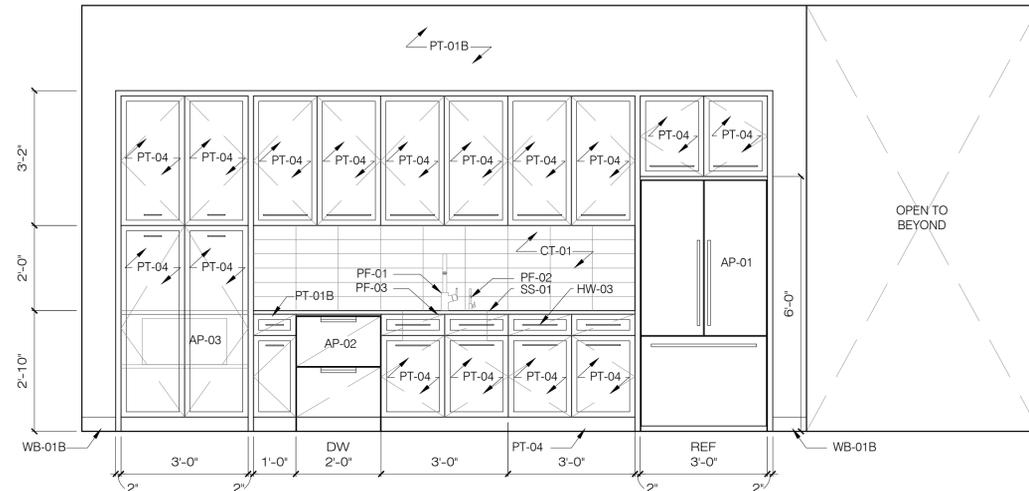 PT-01B
3'-2"
PT-04 PT-04 PT-04 PT-04 PT-04 PT-04 PT-04 PT-04
PT-04 PT-04
OPEN TO
BEYOND
2'-0"
PT-04 PT-04
CT-01
AP-01
PF-01
PF-03
PF-02
SS-01
HW-03
PT-01B
6'-0"
2'-10"
AP-03
AP-02
PT-04 PT-04 PT-04 PT-04
WB-01B
PT-04
WB-01B
DW
REF
3'-0" 1'-0" 2'-0" 3'-0" 3'-0" 3'-0"
2" 2" 2" 2"